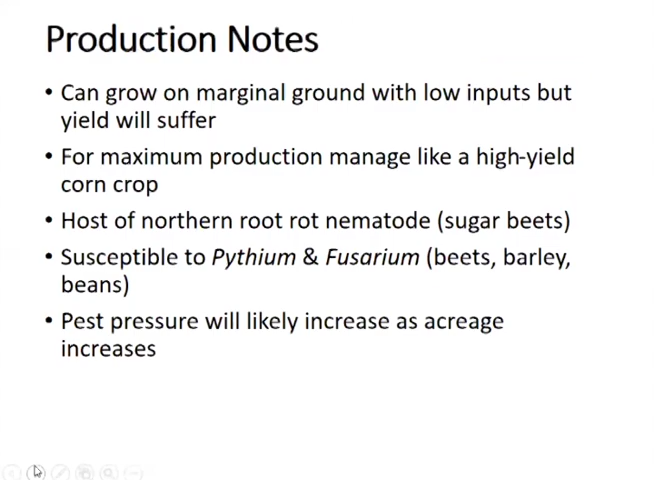 Production Notes
• Can grow on marginal ground with low inputs but
yield will suffer
• For maximum production manage like a high-yield
corn crop
• Host of northern root rot nematode (sugar beets)
• Susceptible to Pythium & Fusarium (beets, barley,
beans)
• Pest pressure will likely increase as acreage
increases